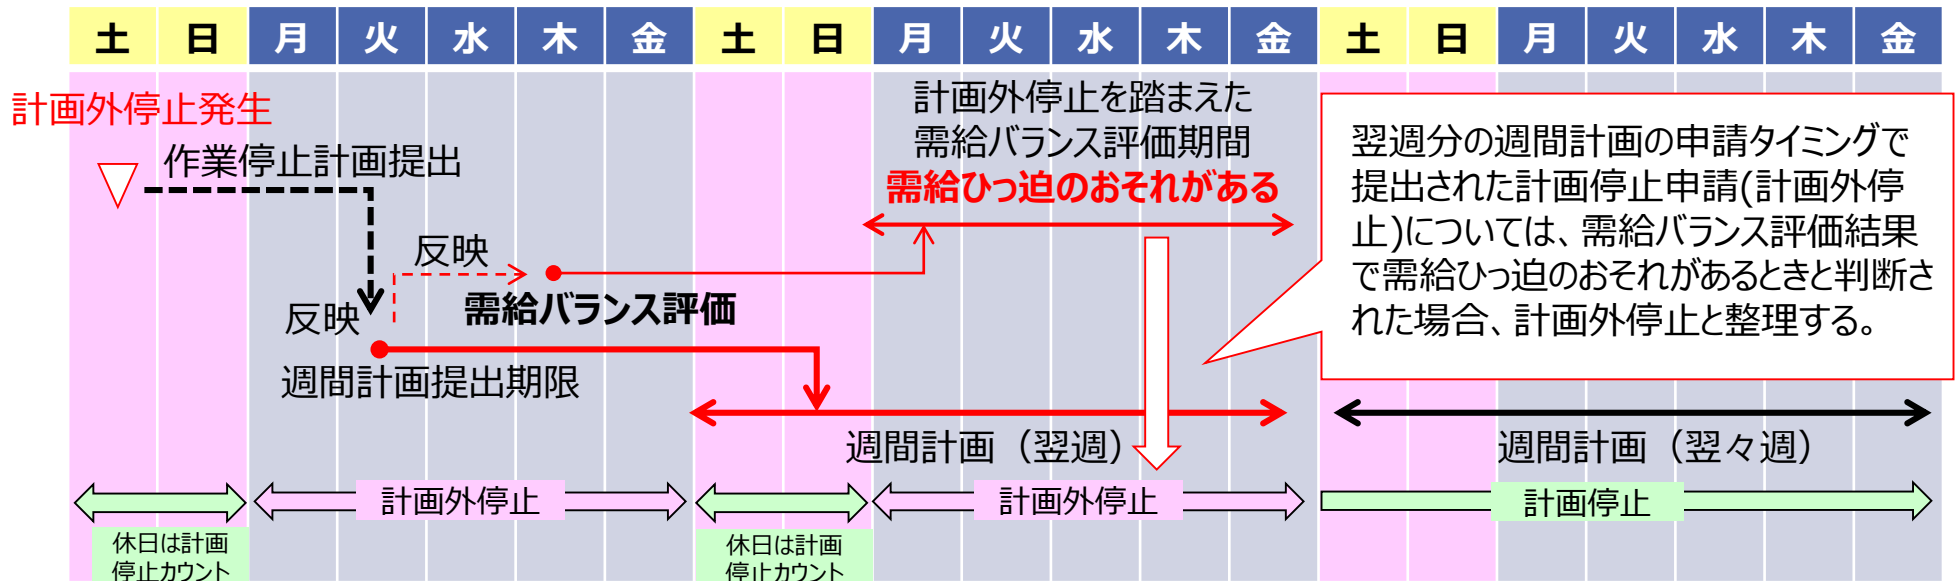 土 日 月 火 水 木 金 土 日 月 火 水 木 金 土 日 月 火 水 木 金
計画外停止発生
作業停止計画提出
反映
反映
需給バランス評価
週間計画提出期限
計画外停止を踏まえた
需給バランス評価期間
需給ひっ迫のおそれがある
翌週分の週間計画の申請タイミングで
提出された計画停止申請(計画外停
止)については、需給バランス評価結果
で需給ひっ迫のおそれがあるときと判断さ
れた場合、計画外停止と整理する。
週間計画（翌週）
週間計画（翌々週）
計画外停止
計画外停止
計画停止
休日は計画
停止カウント
休日は計画
停止カウント